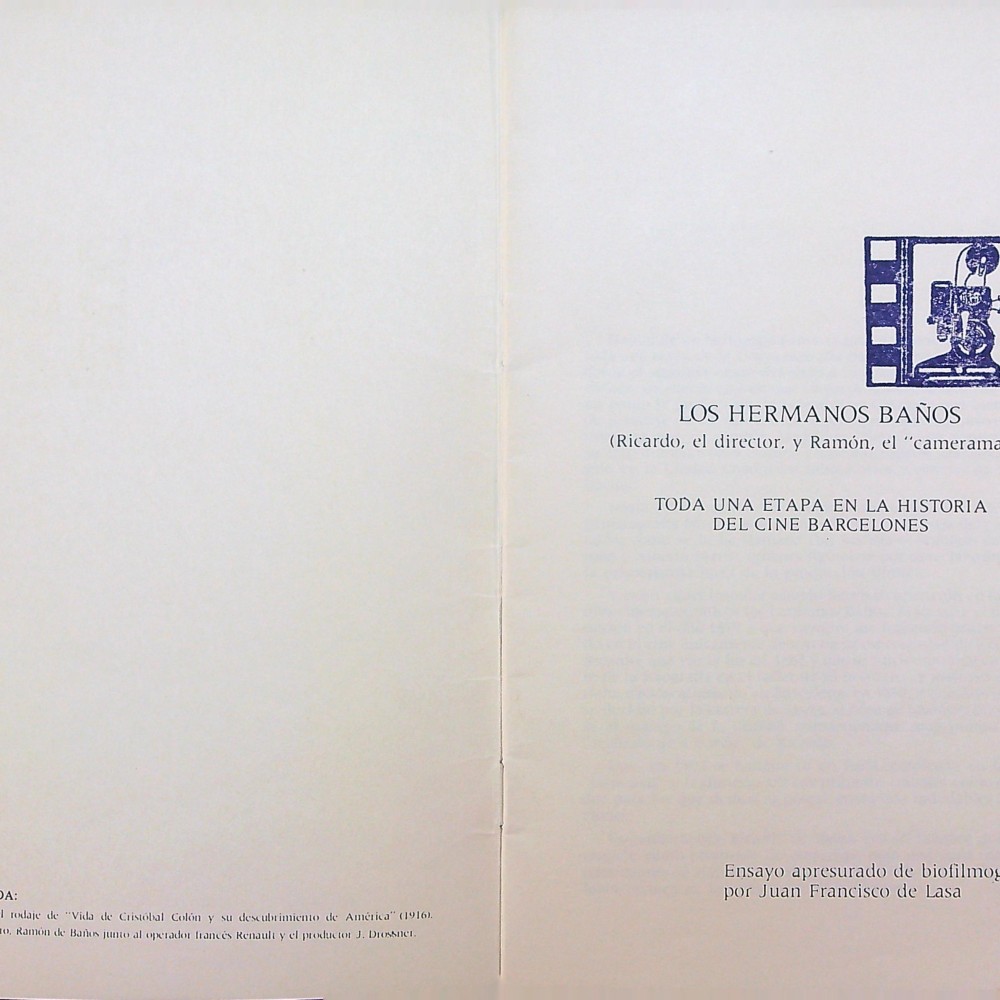 DA:
l rodaje de "Vida de Cristóbal Colón y su descubrimiento de América" (1916).
to, Ramón de Baños junto al operador francés Renault y el productor J. Drossner.
LOS HERMANOS BAÑOS
(Ricardo, el director, y Ramón, el "camerama
TODA UNA ETAPA EN LA HISTORIA
DEL CINE BARCELONES
Ensayo apresurado de biofilmog
por Juan Francisco de Lasa